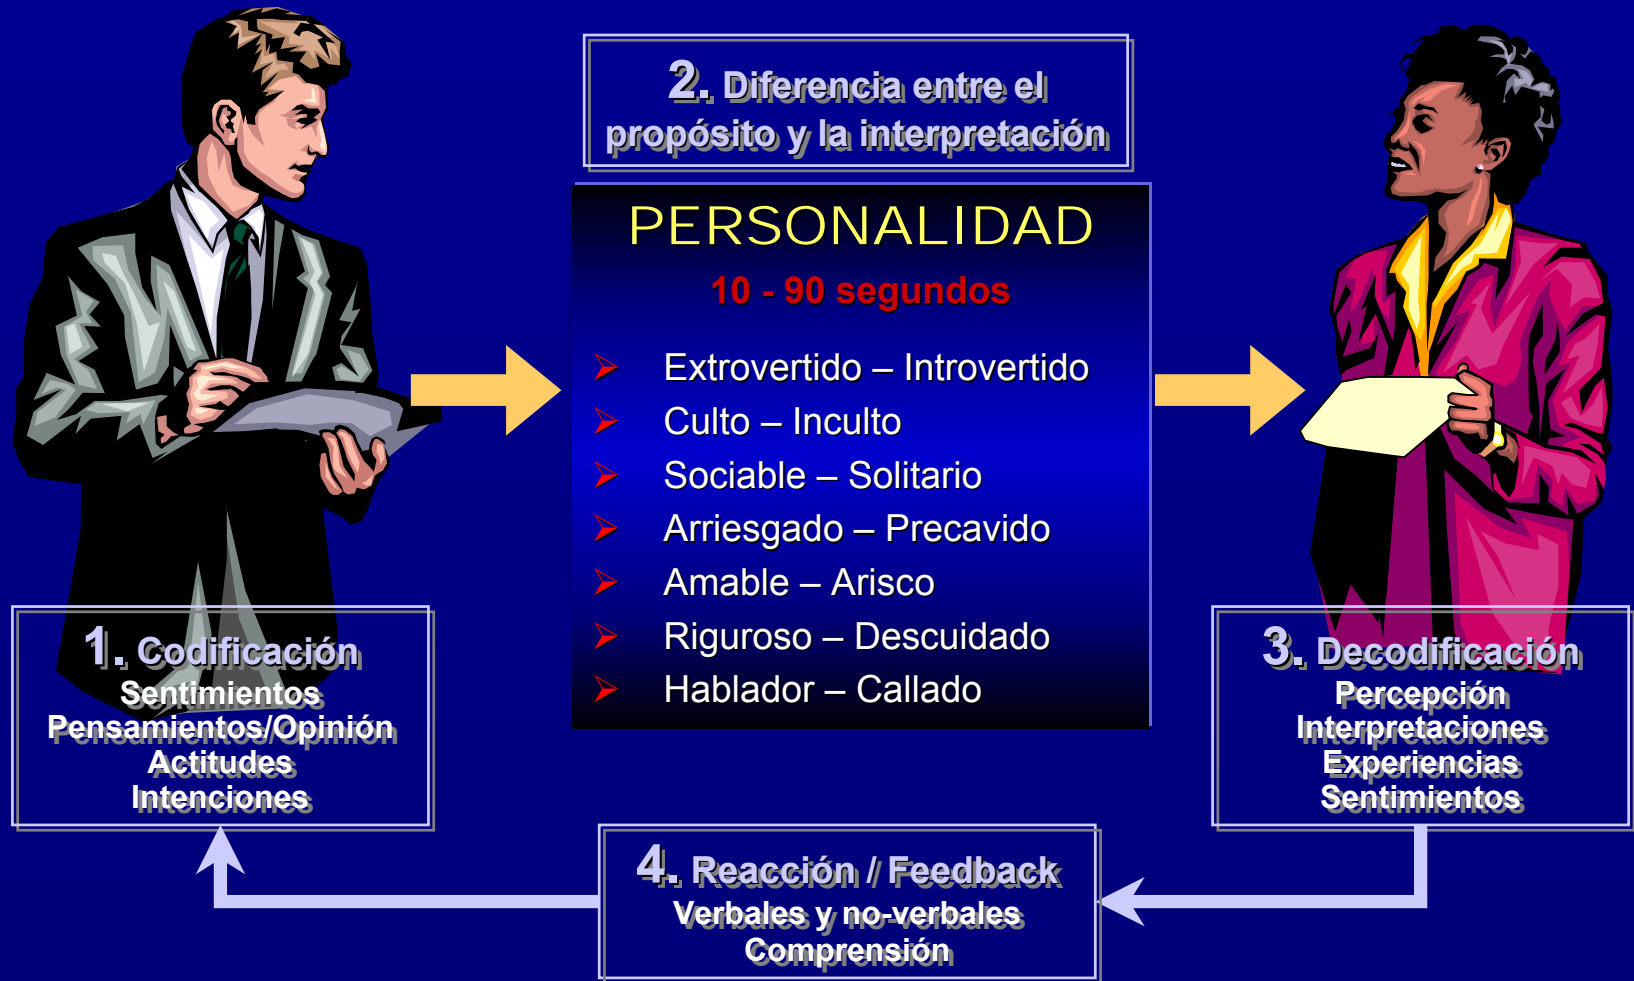 2. Diferencia entre el
propósito y la interpretación
PERSONALIDAD
10 - 90 segundos
Extrovertido – Introvertido
Culto – Inculto
Sociable – Solitario
Arriesgado – Precavido
Amable – Arisco
Riguroso – Descuidado
Hablador – Callado
1. Codificación
Sentimientos
Pensamientos/Opinión
Actitudes
Intenciones
3. Decodificación
Percepción
Interpretaciones
Experiencias
Sentimientos
4. Reacción / Feedback
Verbales y no-verbales
Comprensión